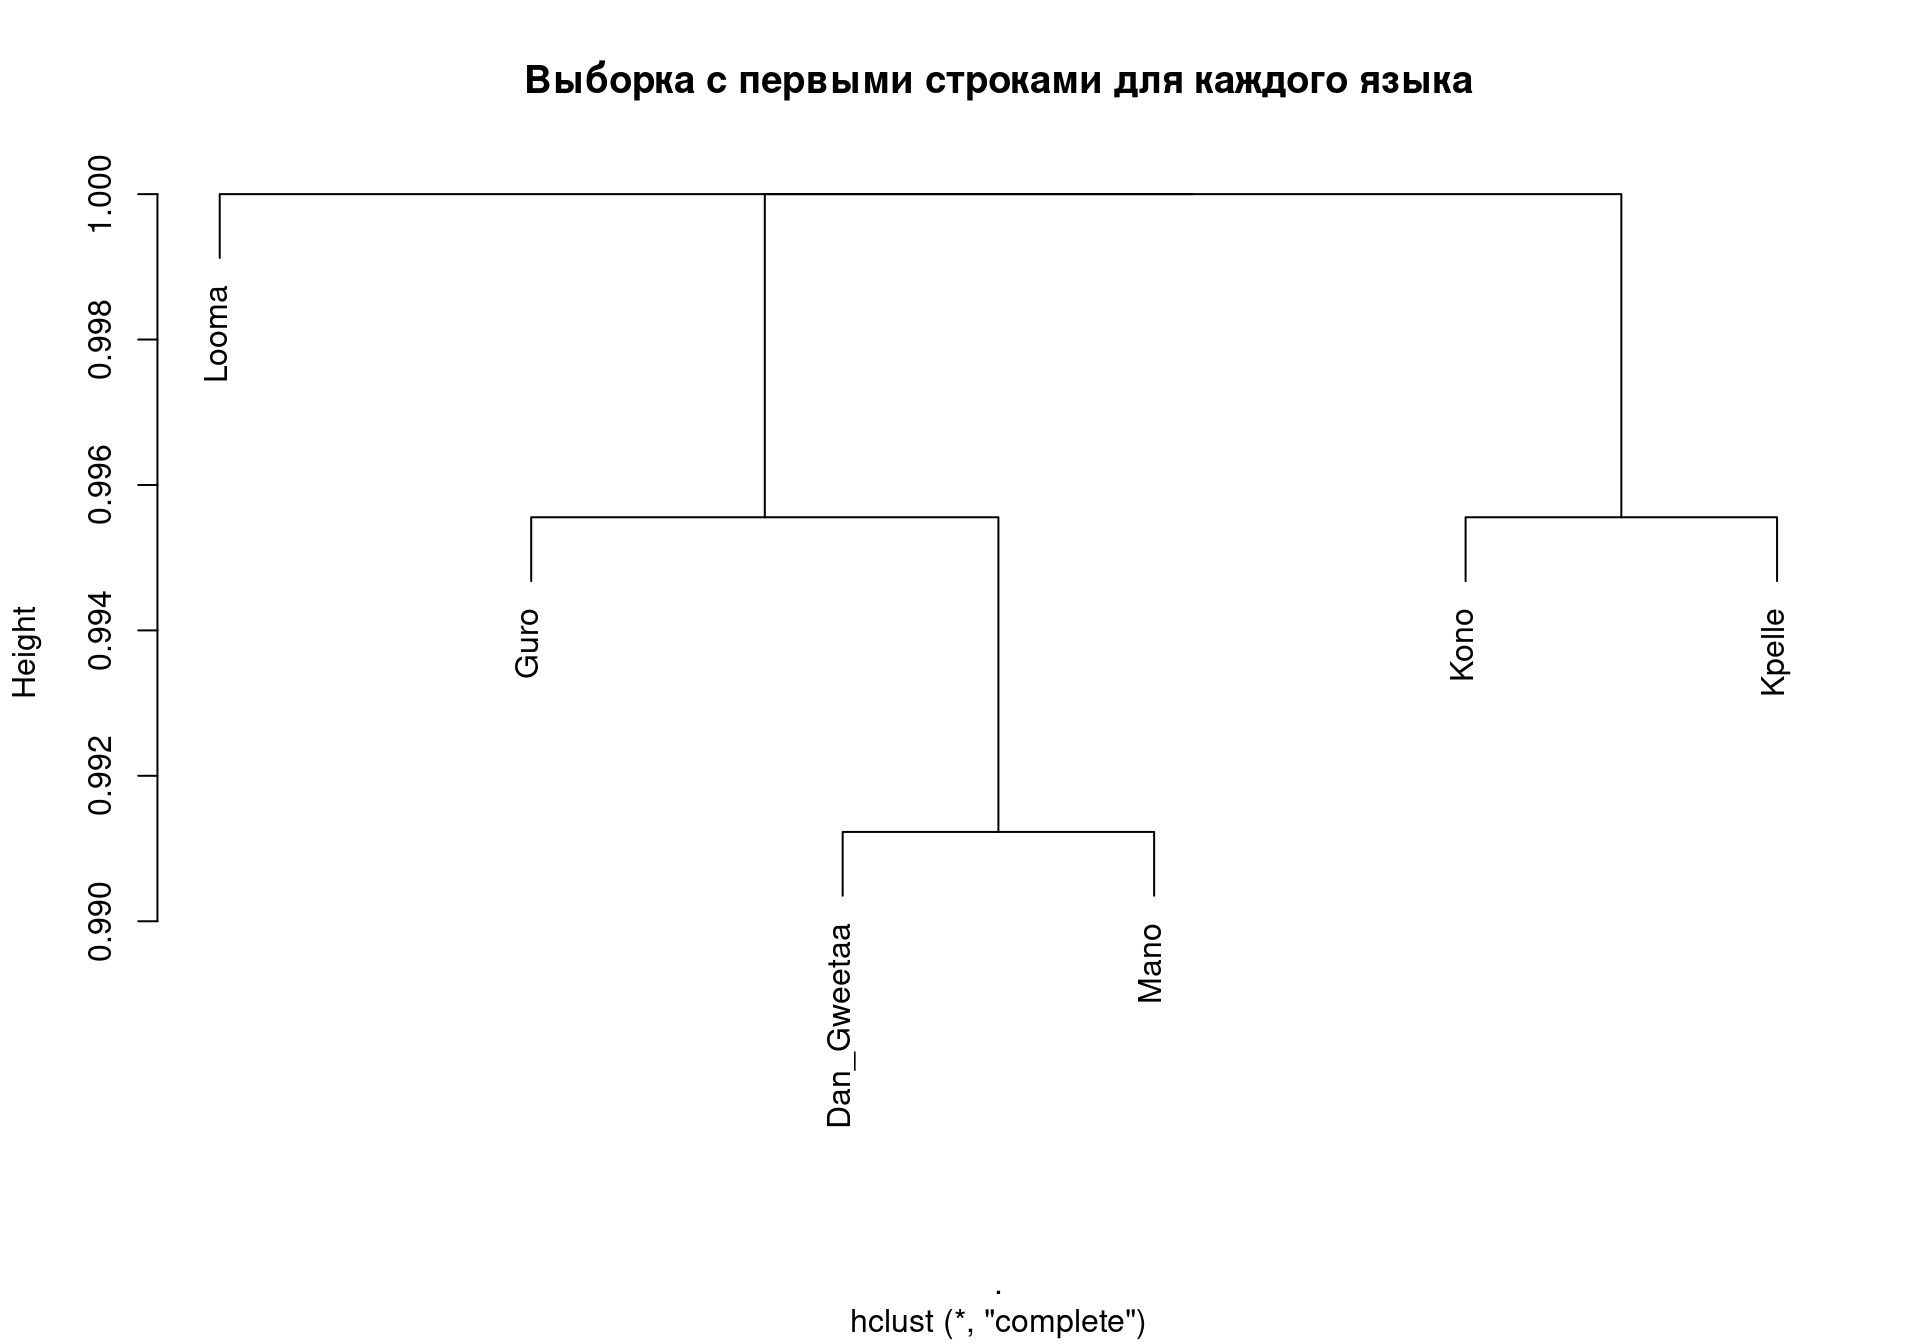 Выборка с первыми строками для каждого языка
Height
1.000
0.998
0.996
0.994
0.992
0.990
Looma
Guro
Dan_Gweetaa
Mano
Kono
Kpelle
.
hclust (*, "complete")